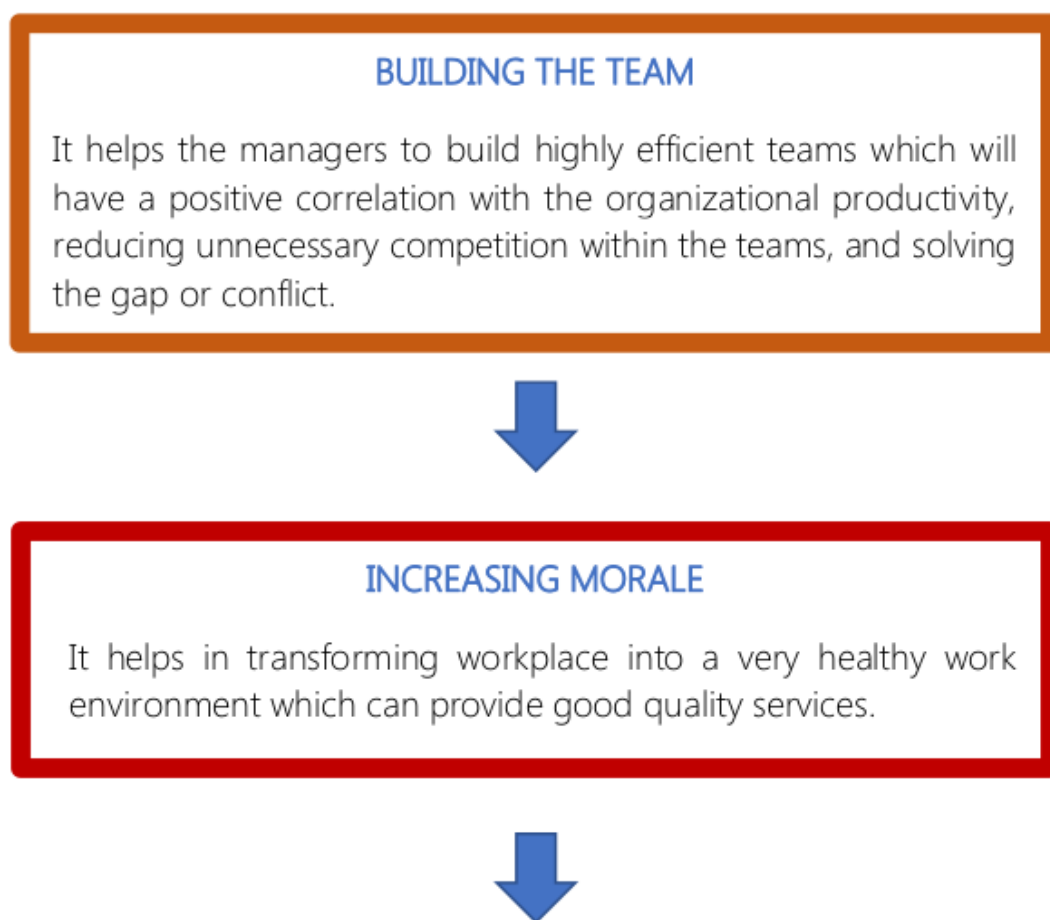 BUILDING THE TEAM
It helps the managers to build highly efficient teams which will
have a positive correlation with the organizational productivity,
reducing unnecessary competition within the teams, and solving
the gap or conflict.
INCREASING MORALE
It helps in transforming workplace into a very healthy work
environment which can provide good quality services.